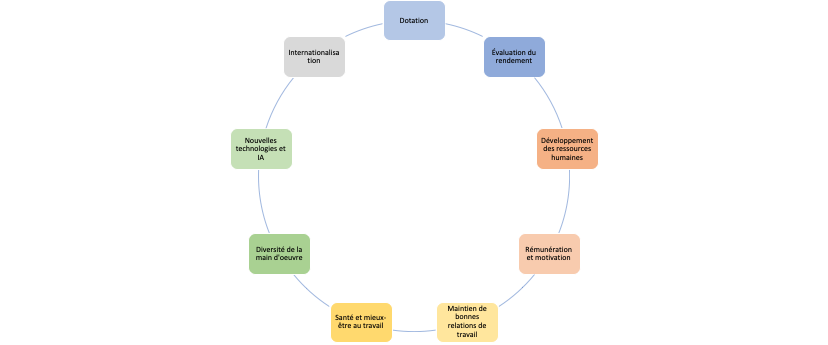 Dotation
Évaluation du
rendement
Développement
des ressources
humaines
Rémunération
et motivation
Maintien de
bonnes
relations de
travail
Santé et mieux-
être au travail
Diversité de la
main d'oeuvre
Nouvelles
technologies et
IA
Internationalisa
tion